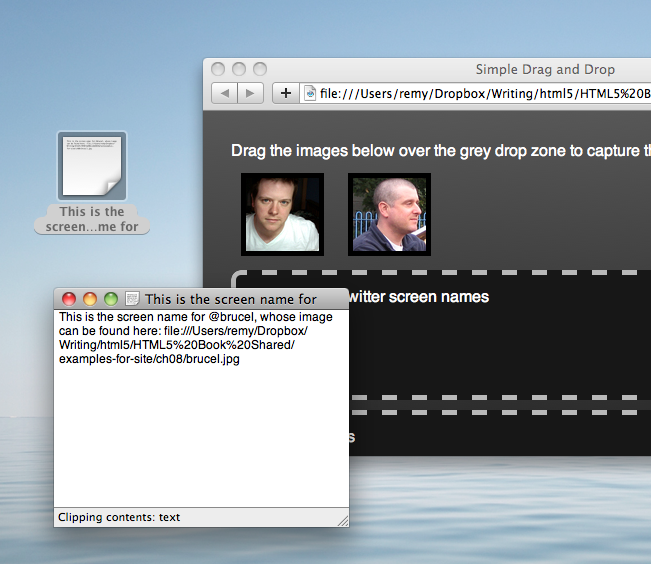 Simple Drag and Drop
file:///Users/remy/Dropbox/Writing/html5/HTML5%20B
Drag the images below over the grey drop zone to capture th
This is the
screen...me for
This is the screen name for
witter screen names
This is the screen name for @brucel, whose image
can be found here: file:///Users/remy/Dropbox/
Writing/html5/HTML5%20Book%20Shared/
examples-for-site/ch08/brucel.jpg
s
Clipping contents: text